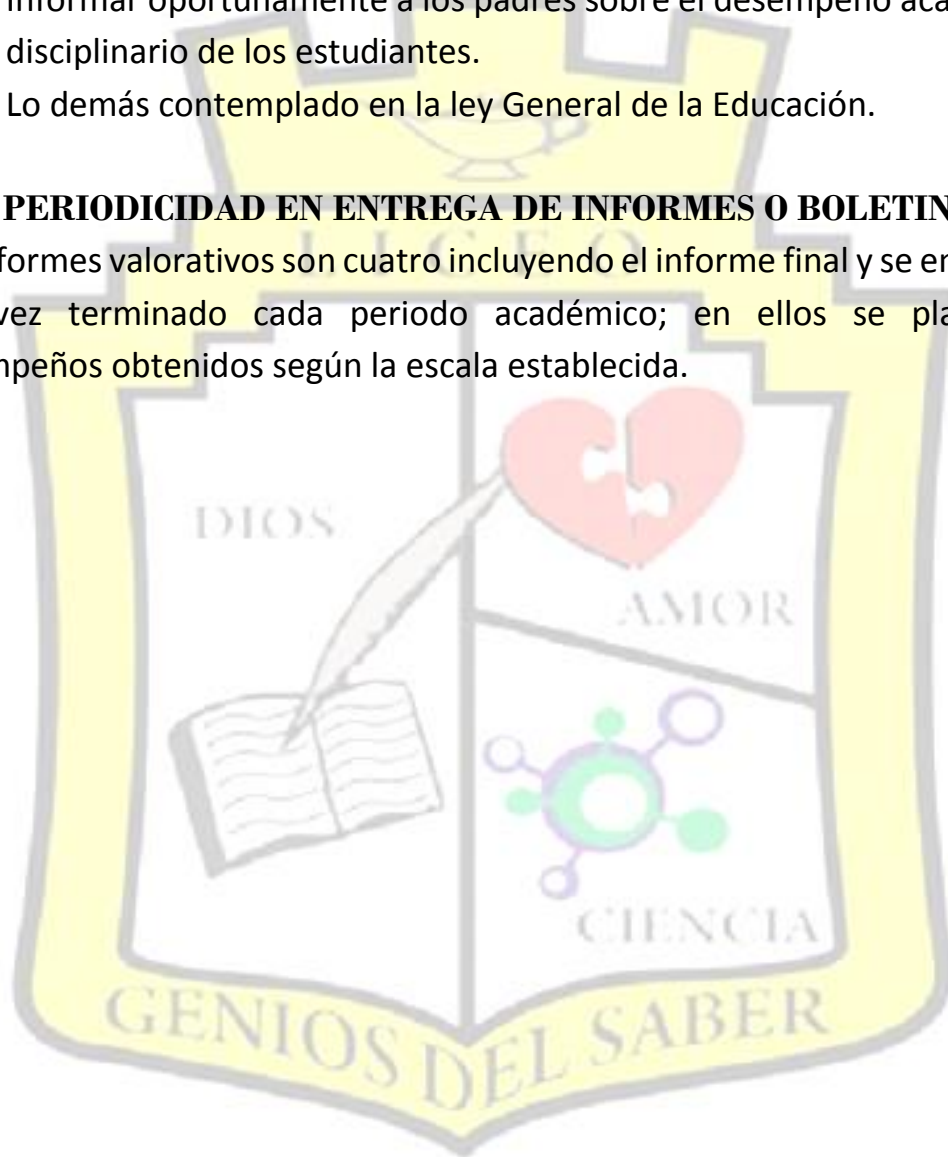 Informar oportunamente a los padres sobre el desempeño aca
disciplinario de los estudiantes.
Lo demás contemplado en la ley General de la Educación.
PERIODICIDAD EN ENTREGA DE INFORMES O BOLETIN
formes valorativos son cuatro incluyendo el informe final y se en
vez terminado cada periodo académico; en ellos se pla
mpeños obtenidos según la escala establecida.
LICEO
DIOS
AMOR
CIENCIA
GENIOS DEL SABER